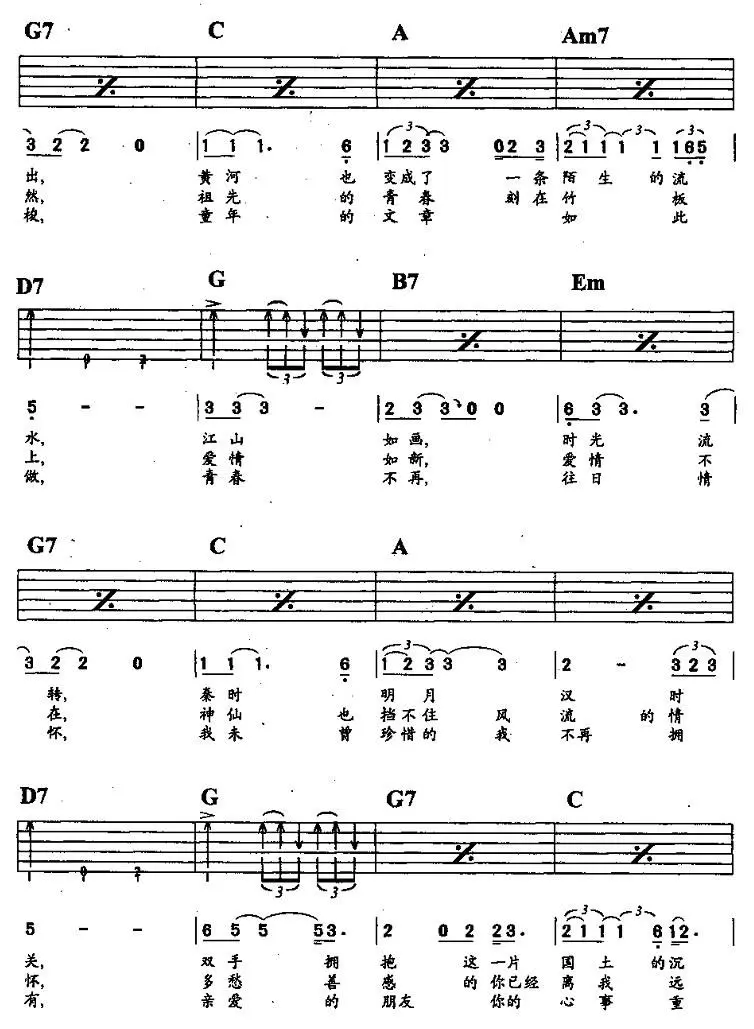 G7 C A Am7
3 2 2 0 | 1 1 1. 6 | 1 2 3 3 0 2 3 | 2 1 1 1 1 1 6 5
出, 黄河 也 变成了 一条陌生的流
然, 祖先 的青春 刻在竹 板
梭, 童年 的文章 如 此
D7 G B7 Em
3 3
5 - - | 3 3 3 - | 2 3 3 0 0 | 6 3 3. 3
水, 江山 如画, 时光 流
上, 爱情 如新, 爱情 不
做, 青春 不再, 往日 情
G7 C A
3 2 2 0 | 1 1 1. 6 | 1 2 3 3 3 | 2 - 3 2 3
转, 秦时 明月 汉时
在, 神仙 也挡不住风流的情
怀, 我未 曾珍惜的我不再拥
D7 G G7 C
3 3
5 - - | 6 5 5 5 3. | 2 0 2 2 3. | 2 1 1 1 6 1 2.
关, 双手 拥抱 这一片国土的沉
怀, 多愁 善感 的你已经离我 远
有, 亲爱 的朋友 你的心事重